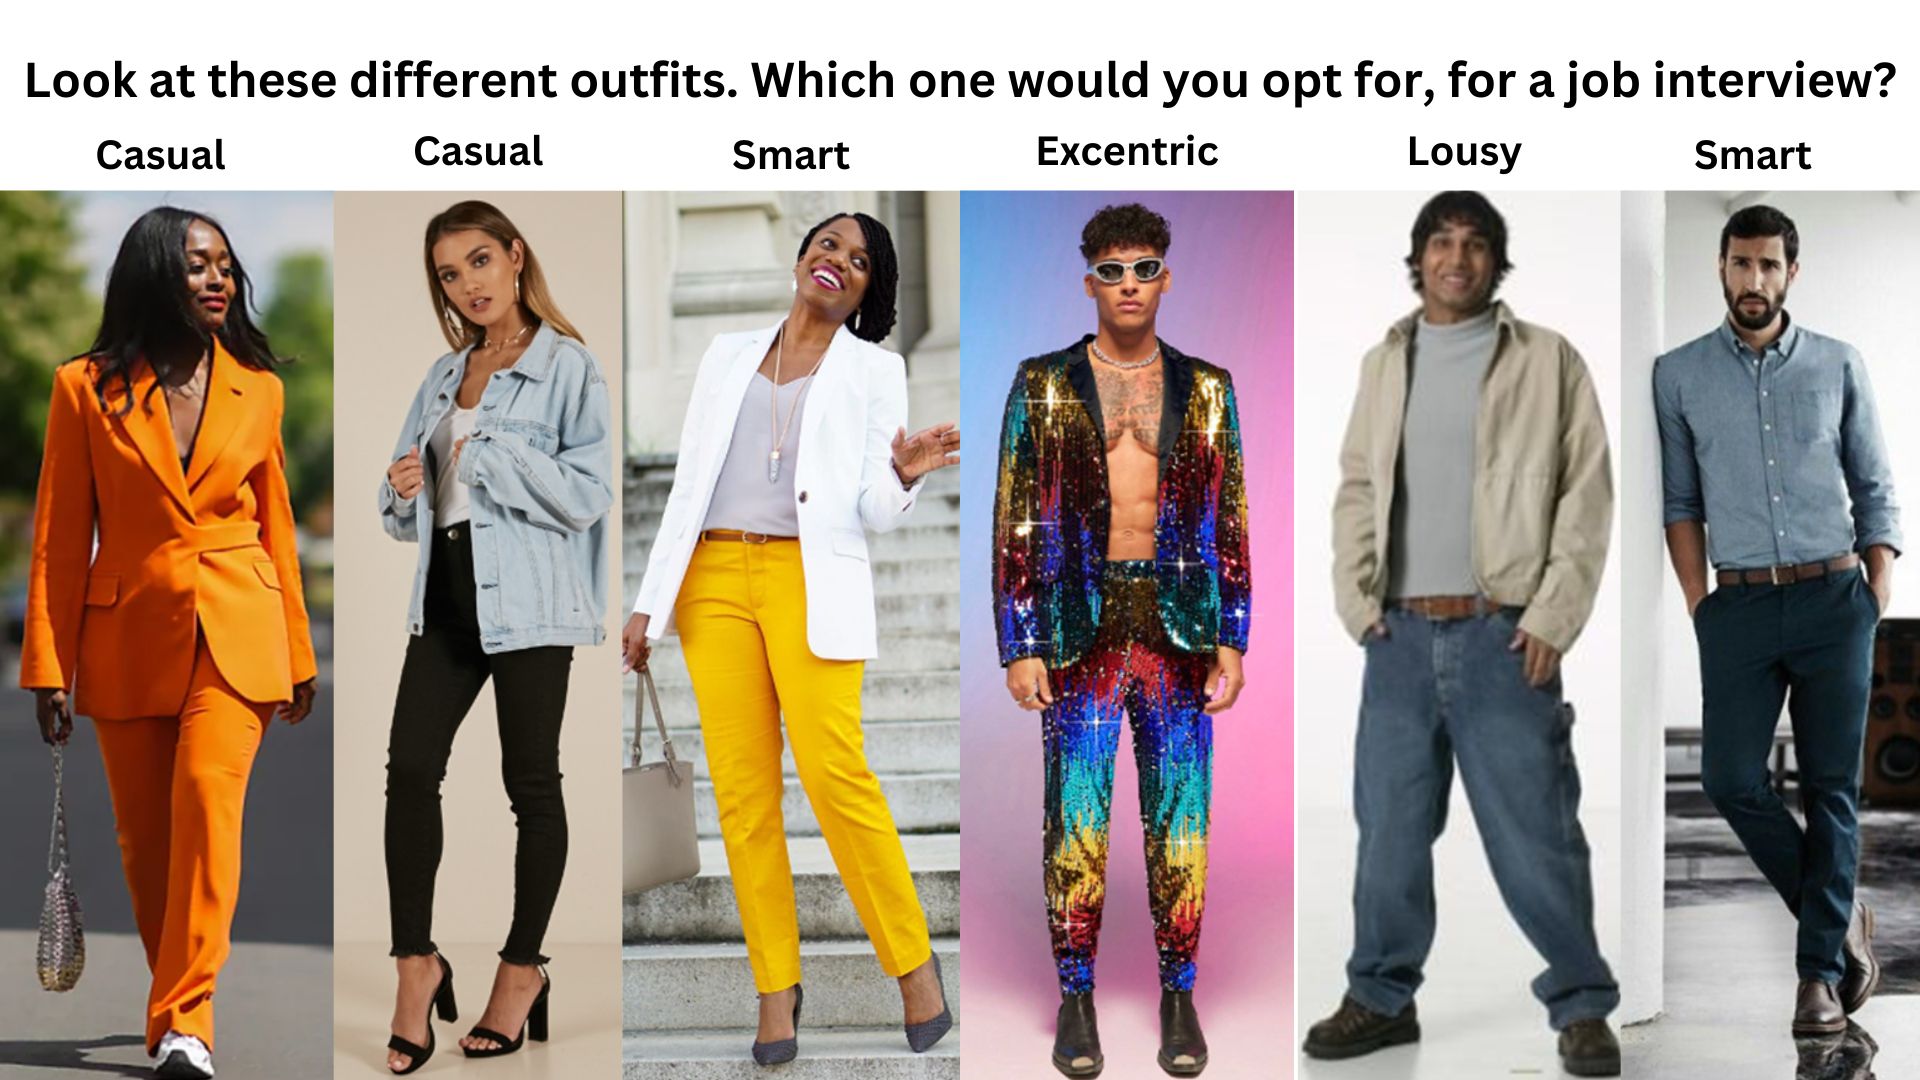 Look at these different outfits. Which one would you opt for, for a job interview?
Casual
Casual
Smart
Excentric
Lousy
Smart